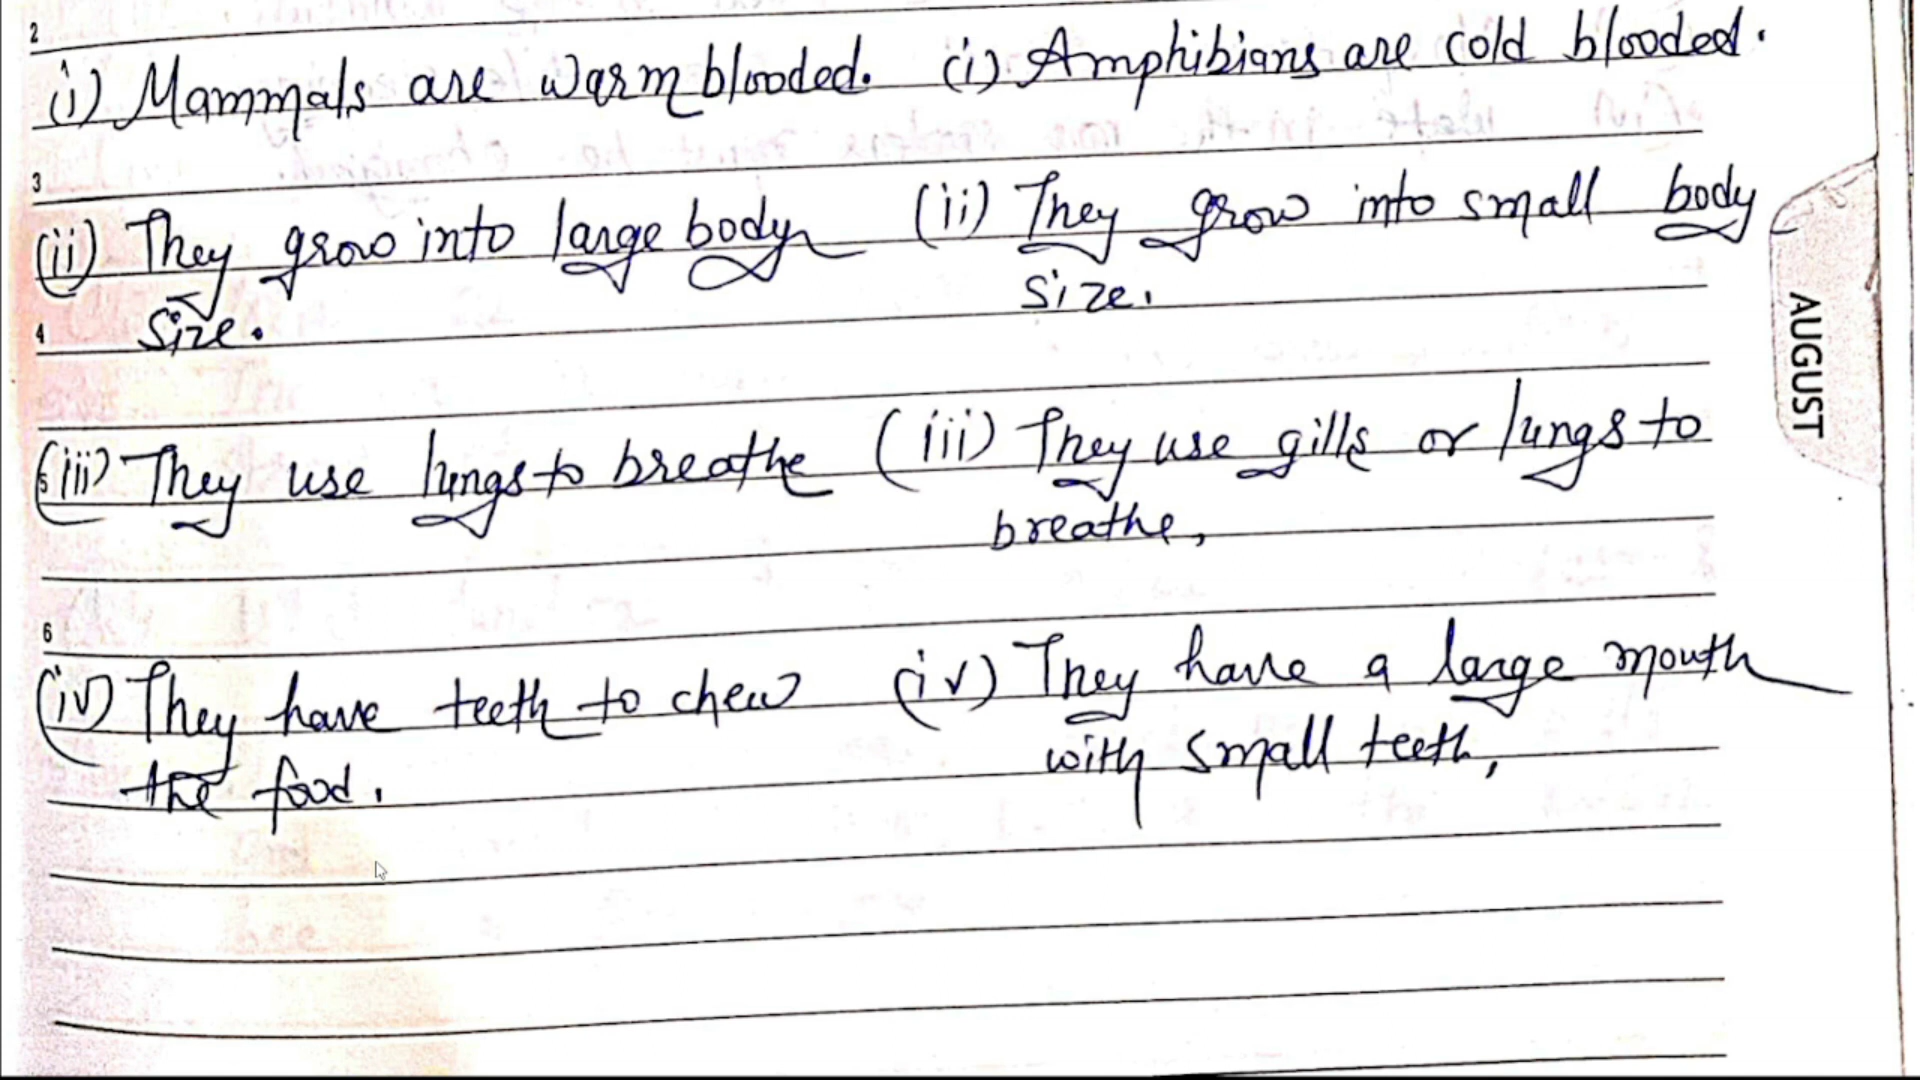 2
(i) Mammals are warm blooded. (i) Amphibians are cold blooded.
3
(ii) They grow into large body (ii) They grow into small body
size. size.
4
AUGUST
5
(iii) They use lungs to breathe (iii) They use gills or lungs to
breathe,
6
(iv) They have teeth to chew (iv) They have a large mouth
the food. with small teeth,